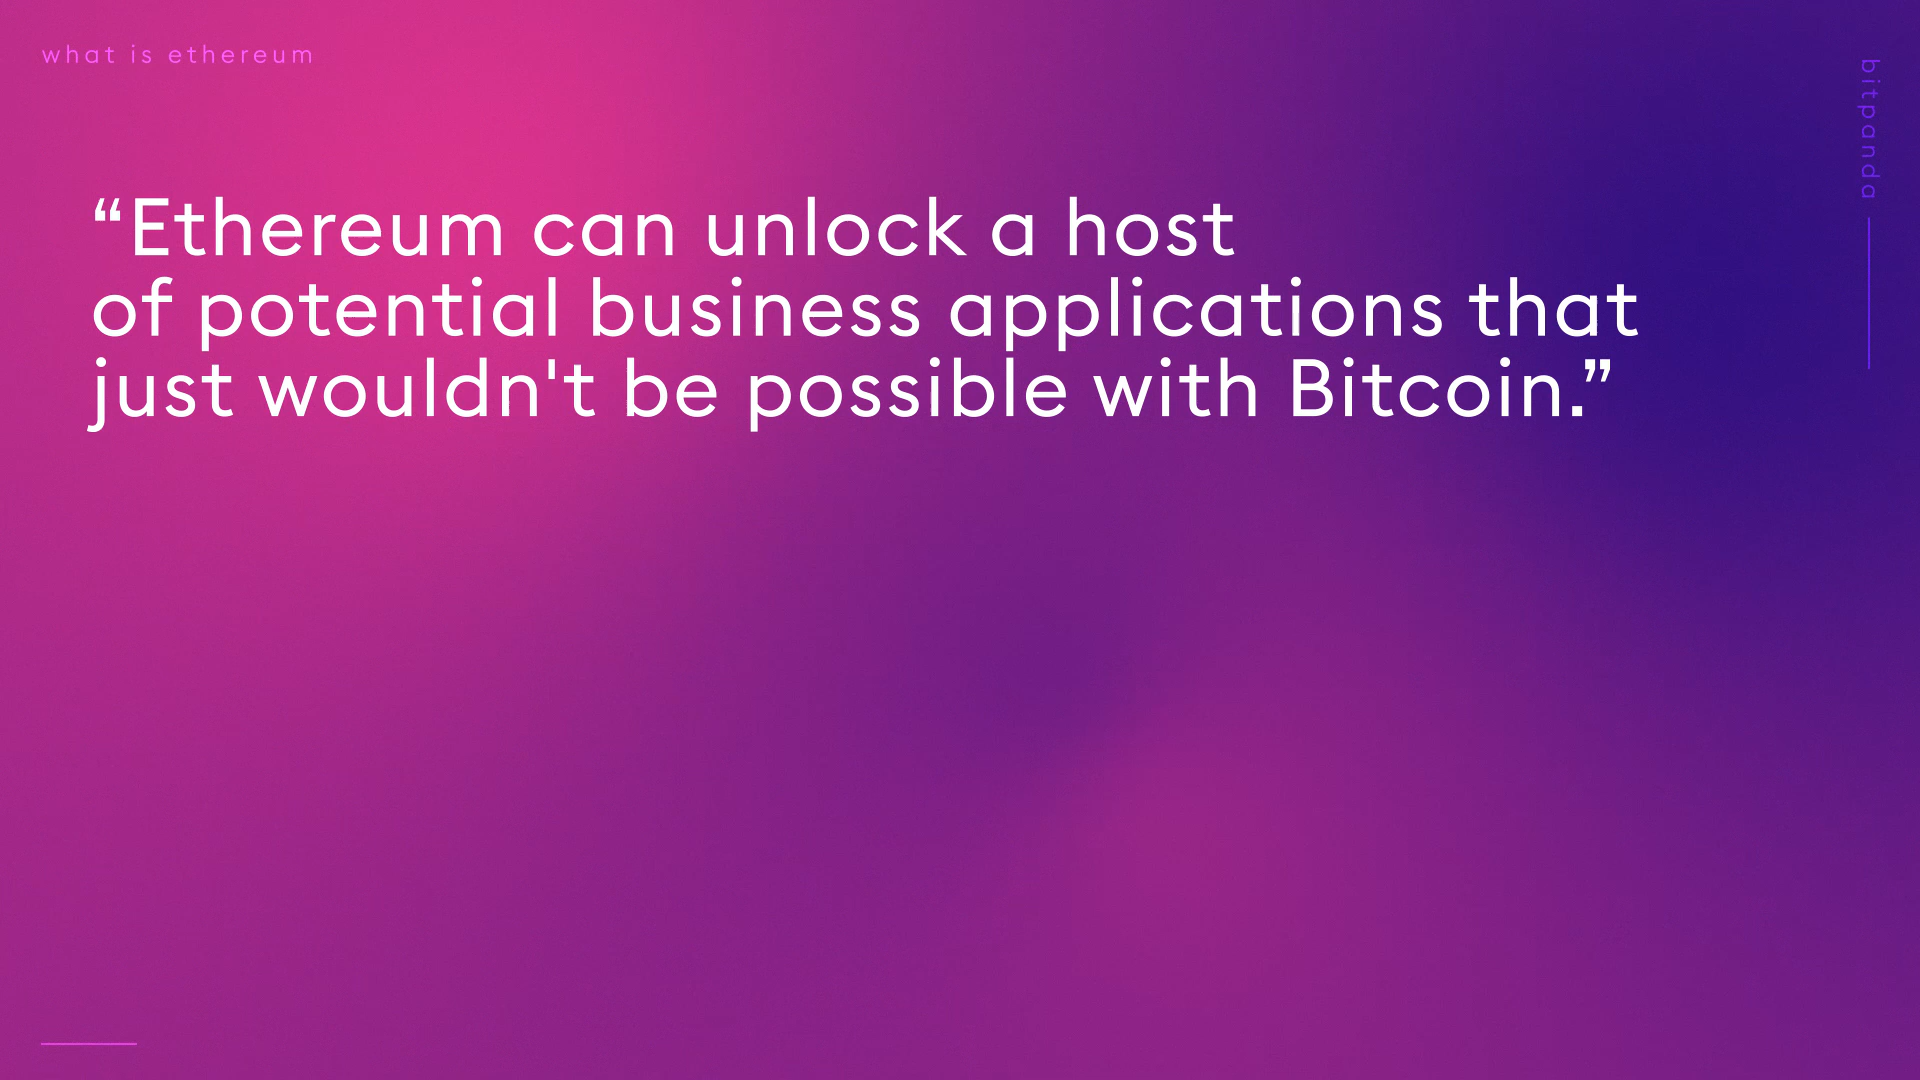 what is ethereum
bitpanda
“Ethereum can unlock a host
of potential business applications that
just wouldn't be possible with Bitcoin.”